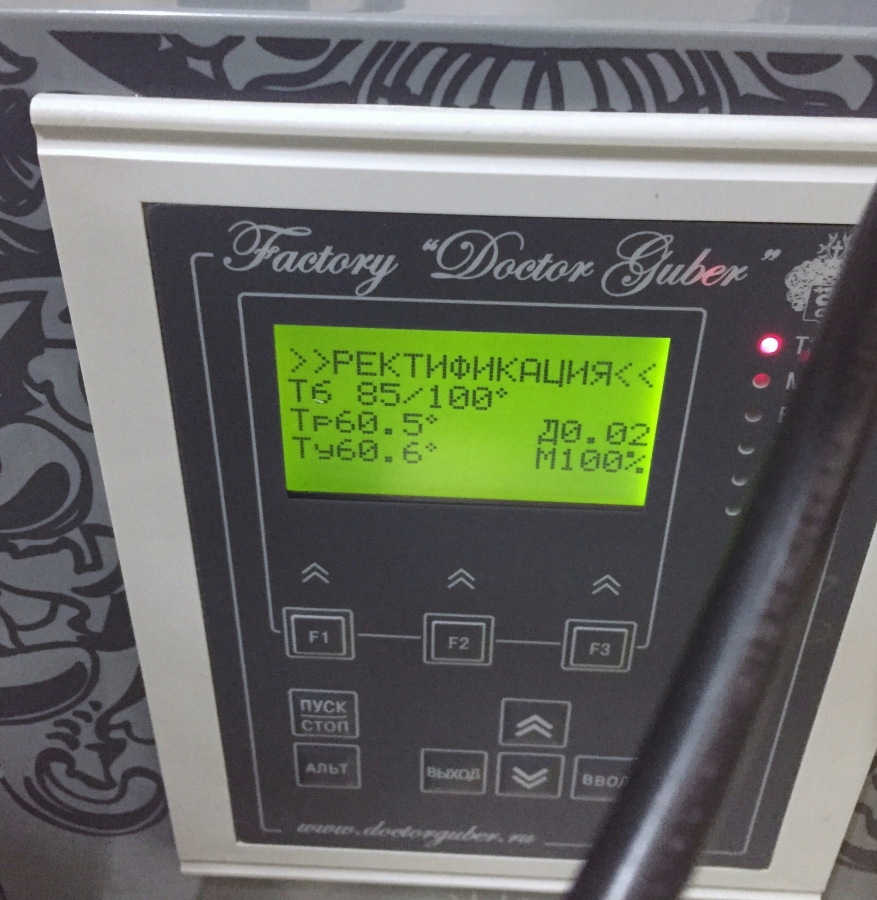 Factory "Doctor Guber"
>>РЕКТИФИКАЦИЯ<<
Тб 85/100°
Тр60.5° Д0.02
Ту60.6° М100%
F1 F2 F3
ПУСК
СТОП
АЛЬТ ВЫХОД
www.doctorguber.ru